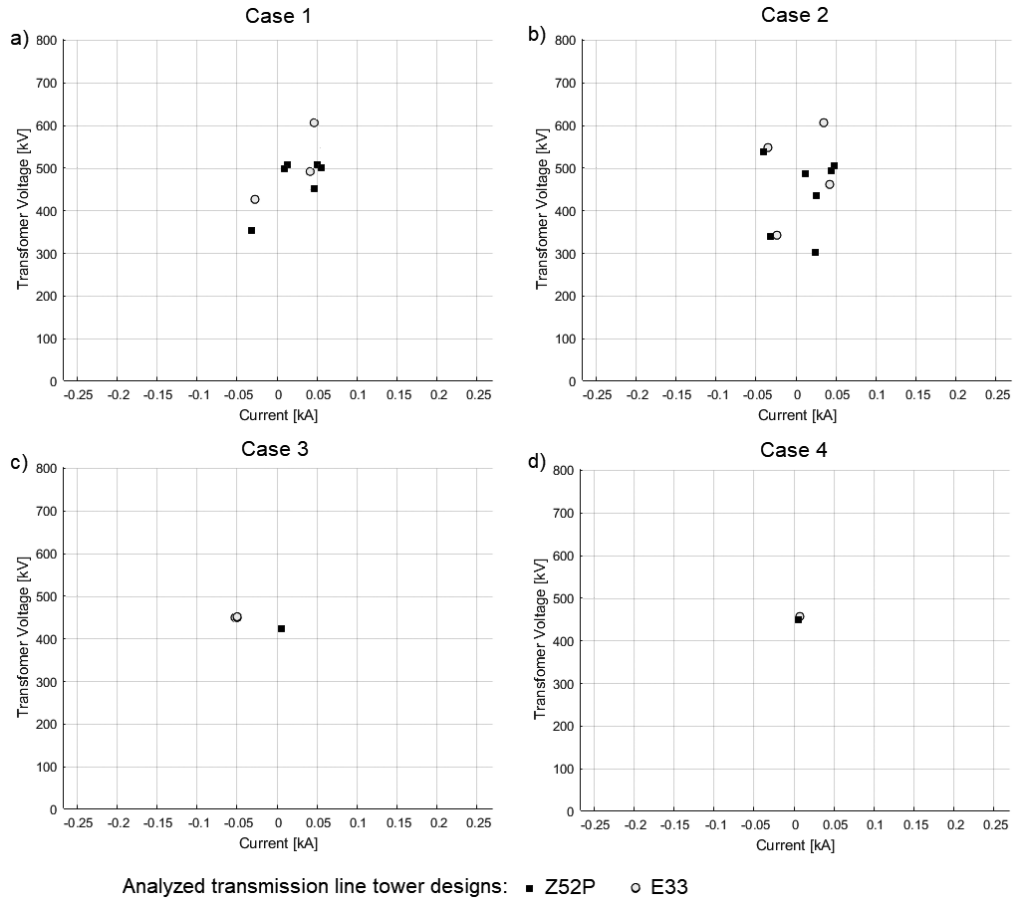 Case 1
a)
800
700
600
500
400
300
200
100
0
Transfomer Voltage [kV]
-0.25 -0.2 -0.15 -0.1 -0.05 0 0.05 0.1 0.15 0.2 0.25
Current [kA]
Case 2
b)
800
700
600
500
400
300
200
100
0
Transfomer Voltage [kV]
-0.25 -0.2 -0.15 -0.1 -0.05 0 0.05 0.1 0.15 0.2 0.25
Current [kA]
Case 3
c)
800
700
600
500
400
300
200
100
0
Transfomer Voltage [kV]
-0.25 -0.2 -0.15 -0.1 -0.05 0 0.05 0.1 0.15 0.2 0.25
Current [kA]
Case 4
d)
800
700
600
500
400
300
200
100
0
Transfomer Voltage [kV]
-0.25 -0.2 -0.15 -0.1 -0.05 0 0.05 0.1 0.15 0.2 0.25
Current [kA]
Analyzed transmission line tower designs: Z52P E33